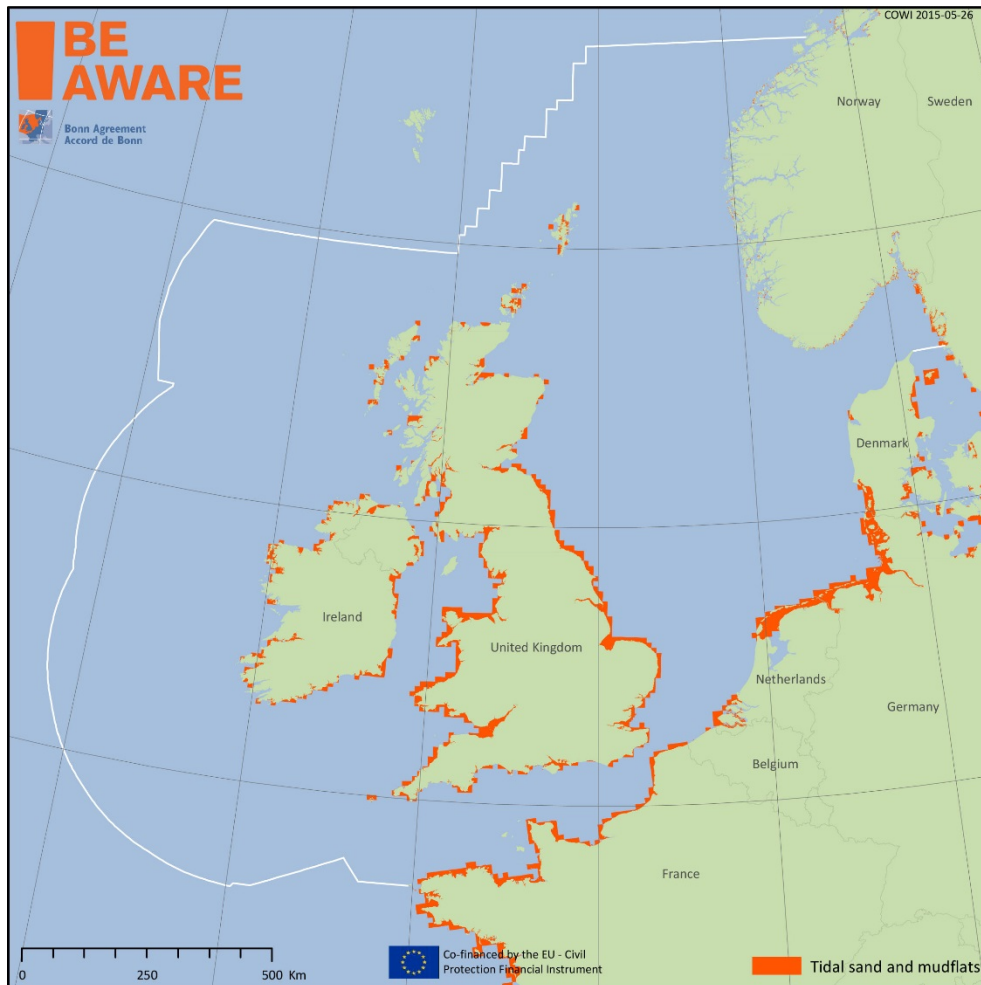 COWI 2015-05-26
BE
AWARE
Bonn Agreement
Accord de Bonn
Norway
Sweden
Denmark
Ireland
United Kingdom
Netherlands
Germany
Belgium
France
0 250 500 Km
Co-financed by the EU - Civil
Protection Financial Instrument
Tidal sand and mudflats